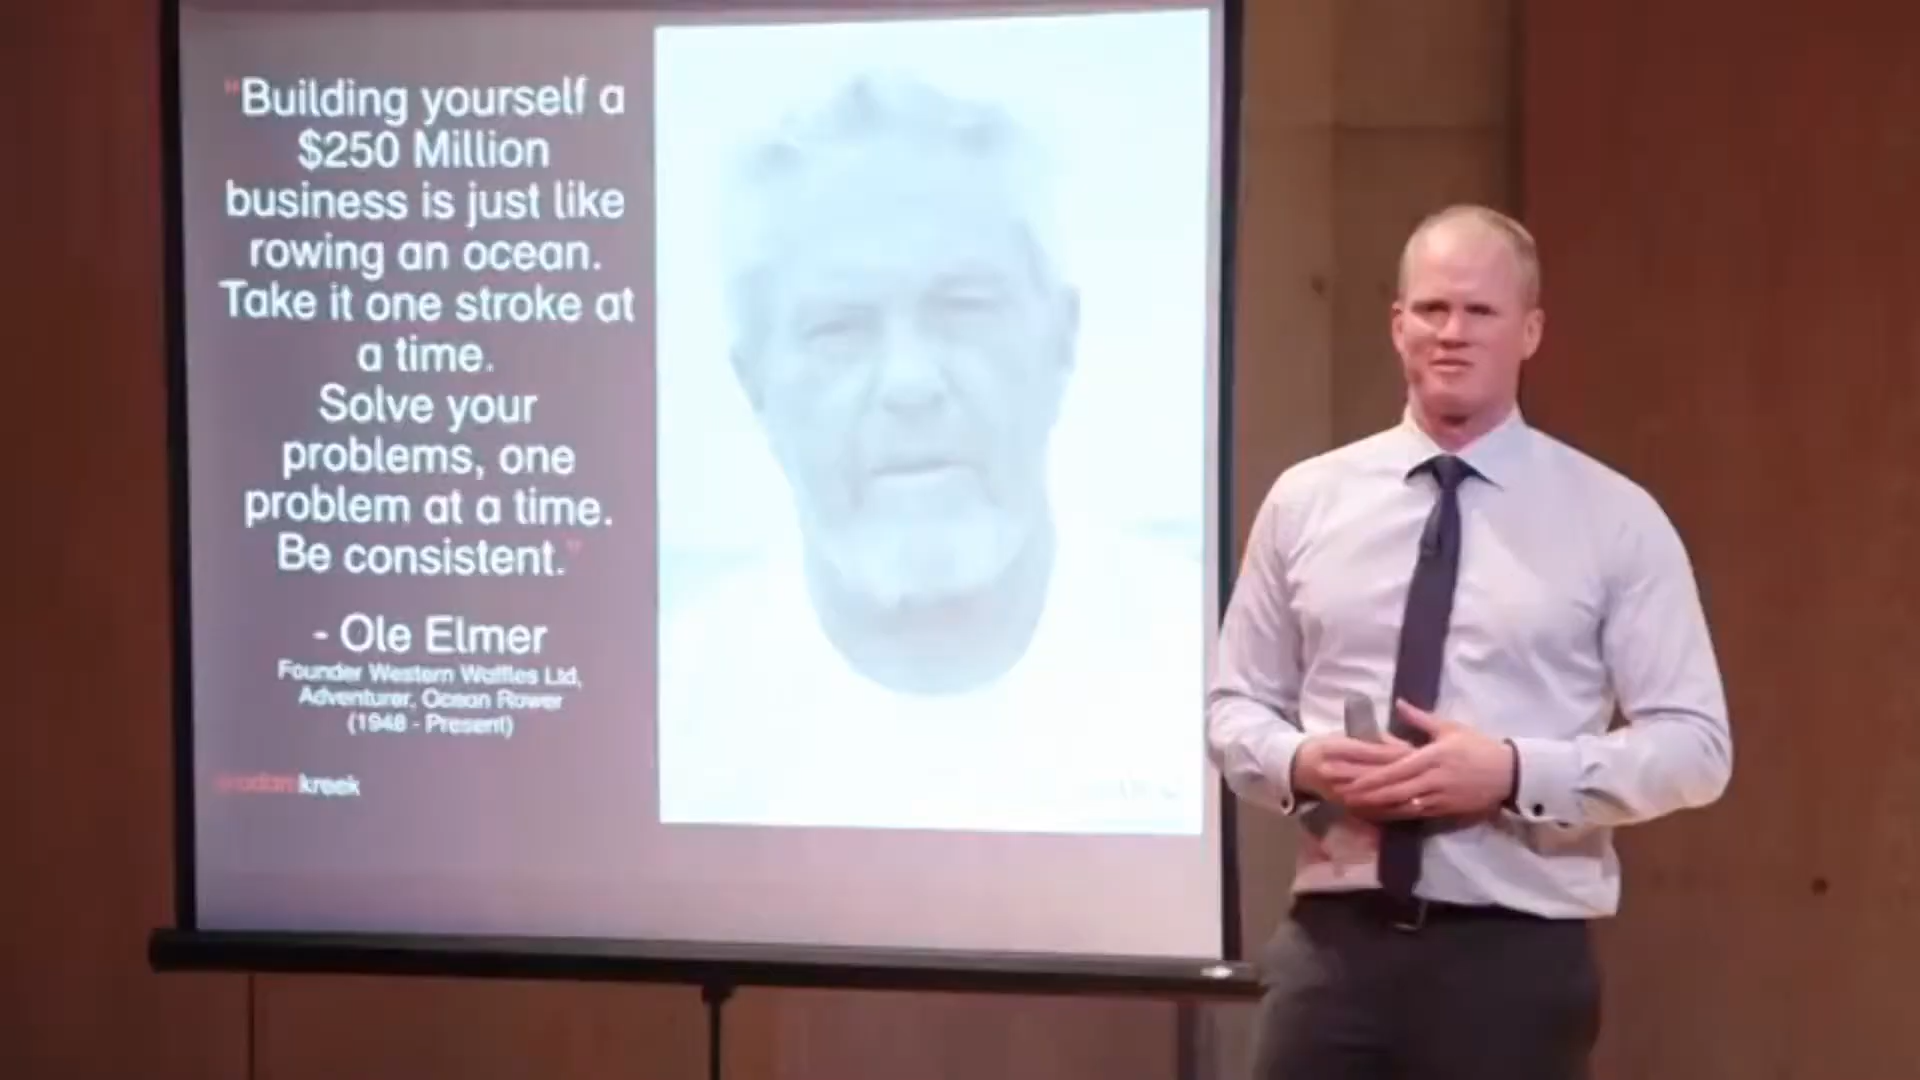 "Building yourself a
$250 Million
business is just like
rowing an ocean.
Take it one stroke at
a time.
Solve your
problems, one
problem at a time.
Be consistent."
- Ole Elmer
Founder Western Waffles Ltd,
Adventurer, Ocean Rower
(1948 - Present)
kreek